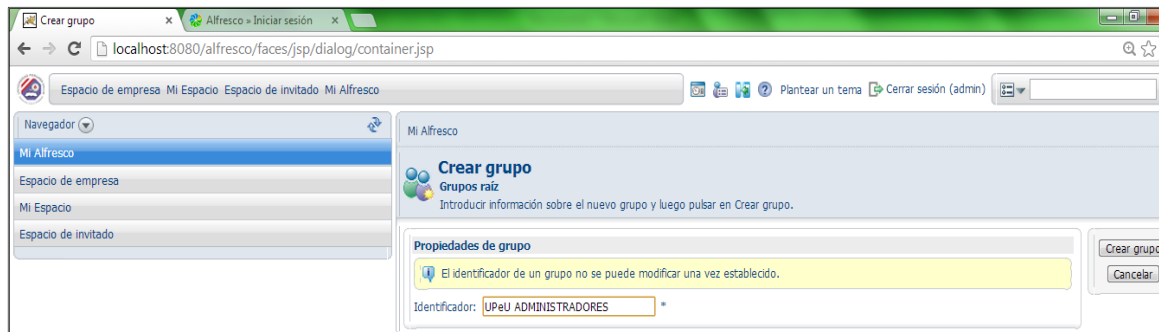 Crear grupo x Alfresco » Iniciar sesión x
localhost:8080/alfresco/faces/jsp/dialog/container.jsp
Espacio de empresa Mi Espacio Espacio de invitado Mi Alfresco Plantear un tema Cerrar sesión (admin)
Navegador
Mi Alfresco
Mi Alfresco
Espacio de empresa
Mi Espacio
Espacio de invitado
Crear grupo
Grupos raíz
Introducir información sobre el nuevo grupo y luego pulsar en Crear grupo.
Propiedades de grupo
El identificador de un grupo no se puede modificar una vez establecido.
Identificador: UPeU ADMINISTRADORES *
Crear grupo
Cancelar